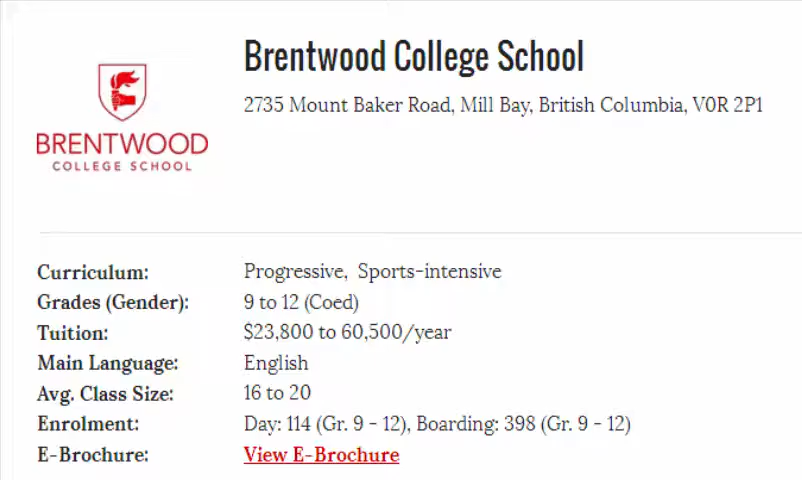 Brentwood College School
2735 Mount Baker Road, Mill Bay, British Columbia, V0R 2P1
BRENTWOOD
COLLEGE SCHOOL
Curriculum: Progressive, Sports-intensive
Grades (Gender): 9 to 12 (Coed)
Tuition: $23,800 to 60,500/year
Main Language: English
Avg. Class Size: 16 to 20
Enrolment: Day: 114 (Gr. 9 - 12), Boarding: 398 (Gr. 9 - 12)
E-Brochure: View E-Brochure